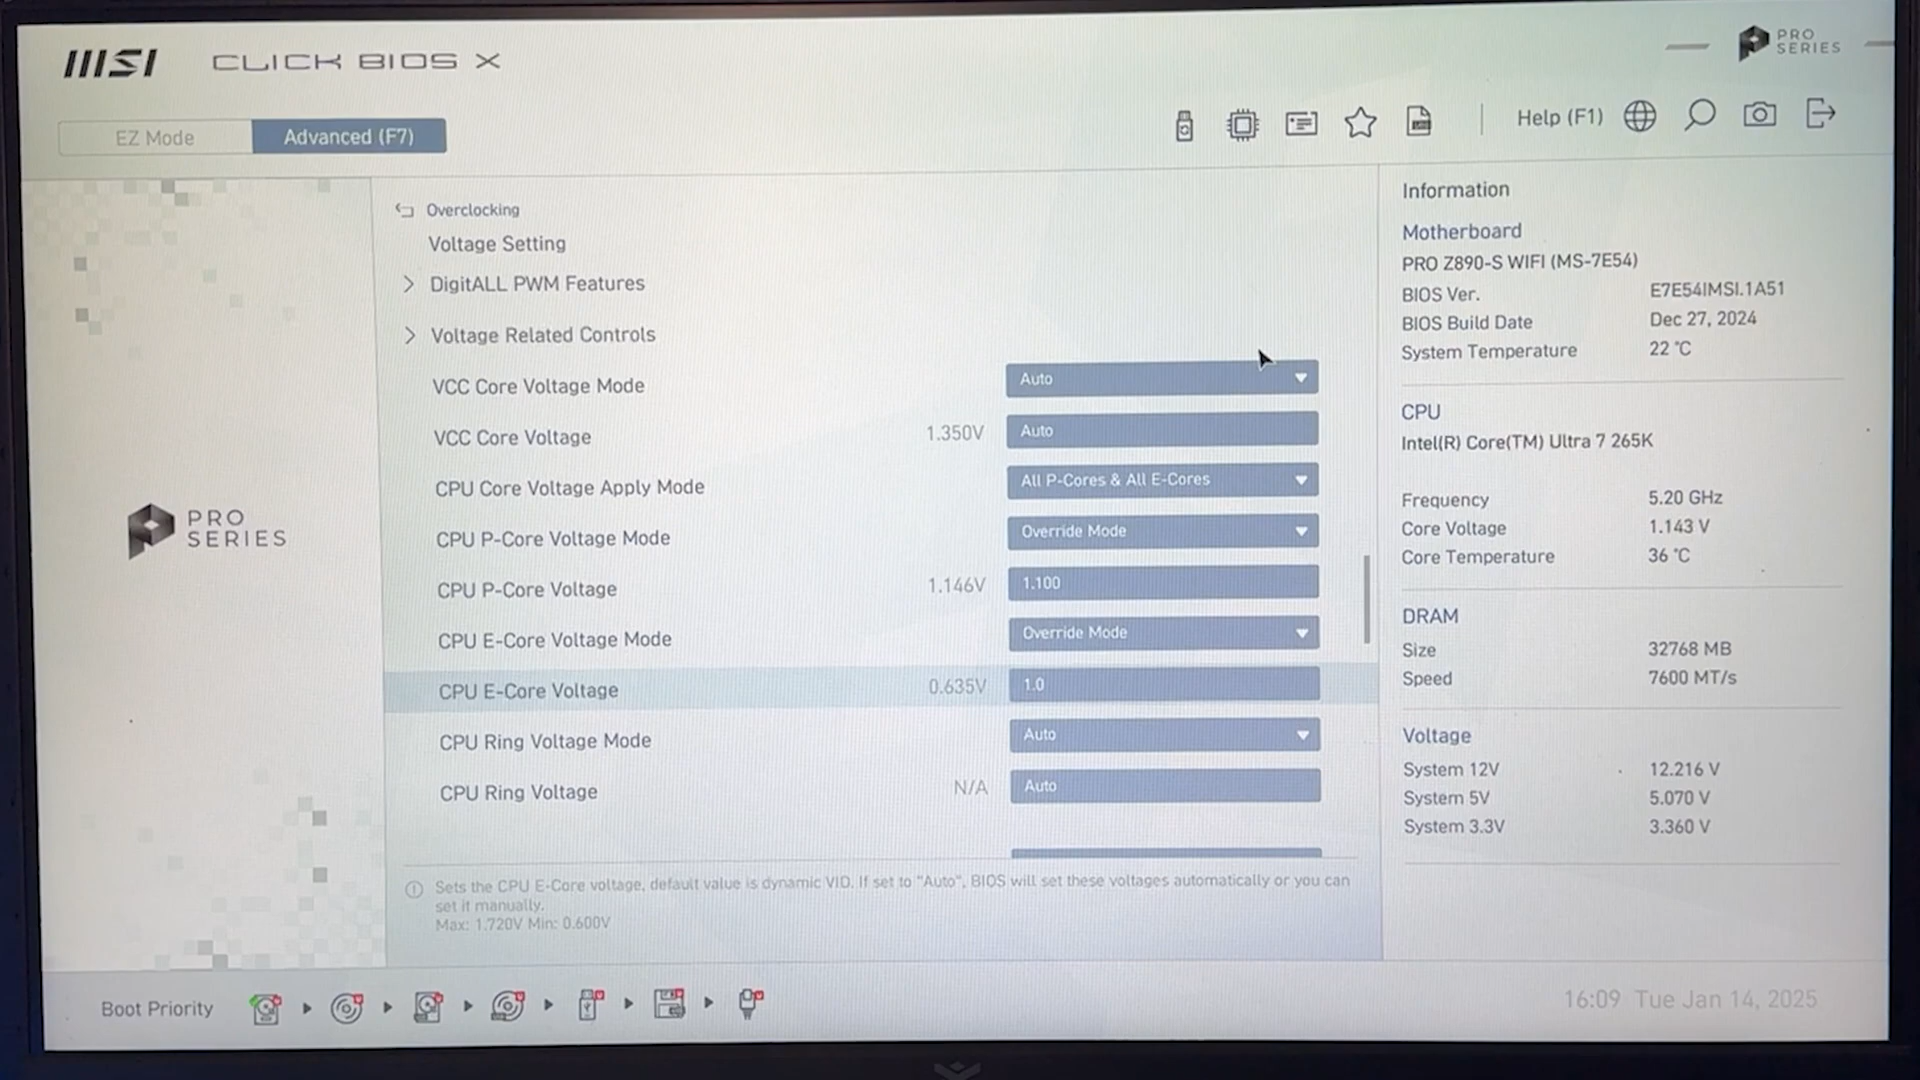 msi CLICK BIOS X
PRO SERIES
EZ Mode
Advanced (F7)
Help (F1)
Overclocking
Voltage Setting
DigitALL PWM Features
Voltage Related Controls
VCC Core Voltage Mode Auto
VCC Core Voltage 1.350V Auto
CPU Core Voltage Apply Mode All P-Cores & All E-Cores
CPU P-Core Voltage Mode Override Mode
CPU P-Core Voltage 1.146V 1.100
CPU E-Core Voltage Mode Override Mode
CPU E-Core Voltage 0.635V 1.0
CPU Ring Voltage Mode Auto
CPU Ring Voltage N/A Auto
Sets the CPU E-Core voltage, default value is dynamic VID. If set to "Auto", BIOS will set these voltages automatically or you can
set it manually.
Max: 1.720V Min: 0.600V
PRO
SERIES
Information
Motherboard
PRO Z890-S WIFI (MS-7E54)
BIOS Ver. E7E54IMSI.1A51
BIOS Build Date Dec 27, 2024
System Temperature 22 °C
CPU
Intel(R) Core(TM) Ultra 7 265K
Frequency 5.20 GHz
Core Voltage 1.143 V
Core Temperature 36 °C
DRAM
Size 32768 MB
Speed 7600 MT/s
Voltage
System 12V 12.216 V
System 5V 5.070 V
System 3.3V 3.360 V
Boot Priority
16:09 Tue Jan 14, 2025